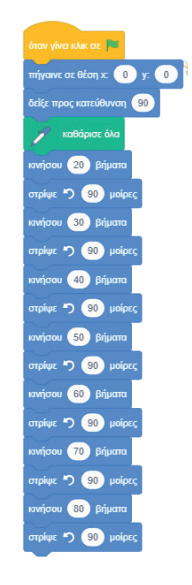 όταν γίνει κλικ σε
πήγαινε σε θέση x: 0 y: 0
δείξε προς κατεύθυνση 90
καθάρισε όλα
κινήσου 20 βήματα
στρίψε 90 μοίρες
κινήσου 30 βήματα
στρίψε 90 μοίρες
κινήσου 40 βήματα
στρίψε 90 μοίρες
κινήσου 50 βήματα
στρίψε 90 μοίρες
κινήσου 60 βήματα
στρίψε 90 μοίρες
κινήσου 70 βήματα
στρίψε 90 μοίρες
κινήσου 80 βήματα
στρίψε 90 μοίρες